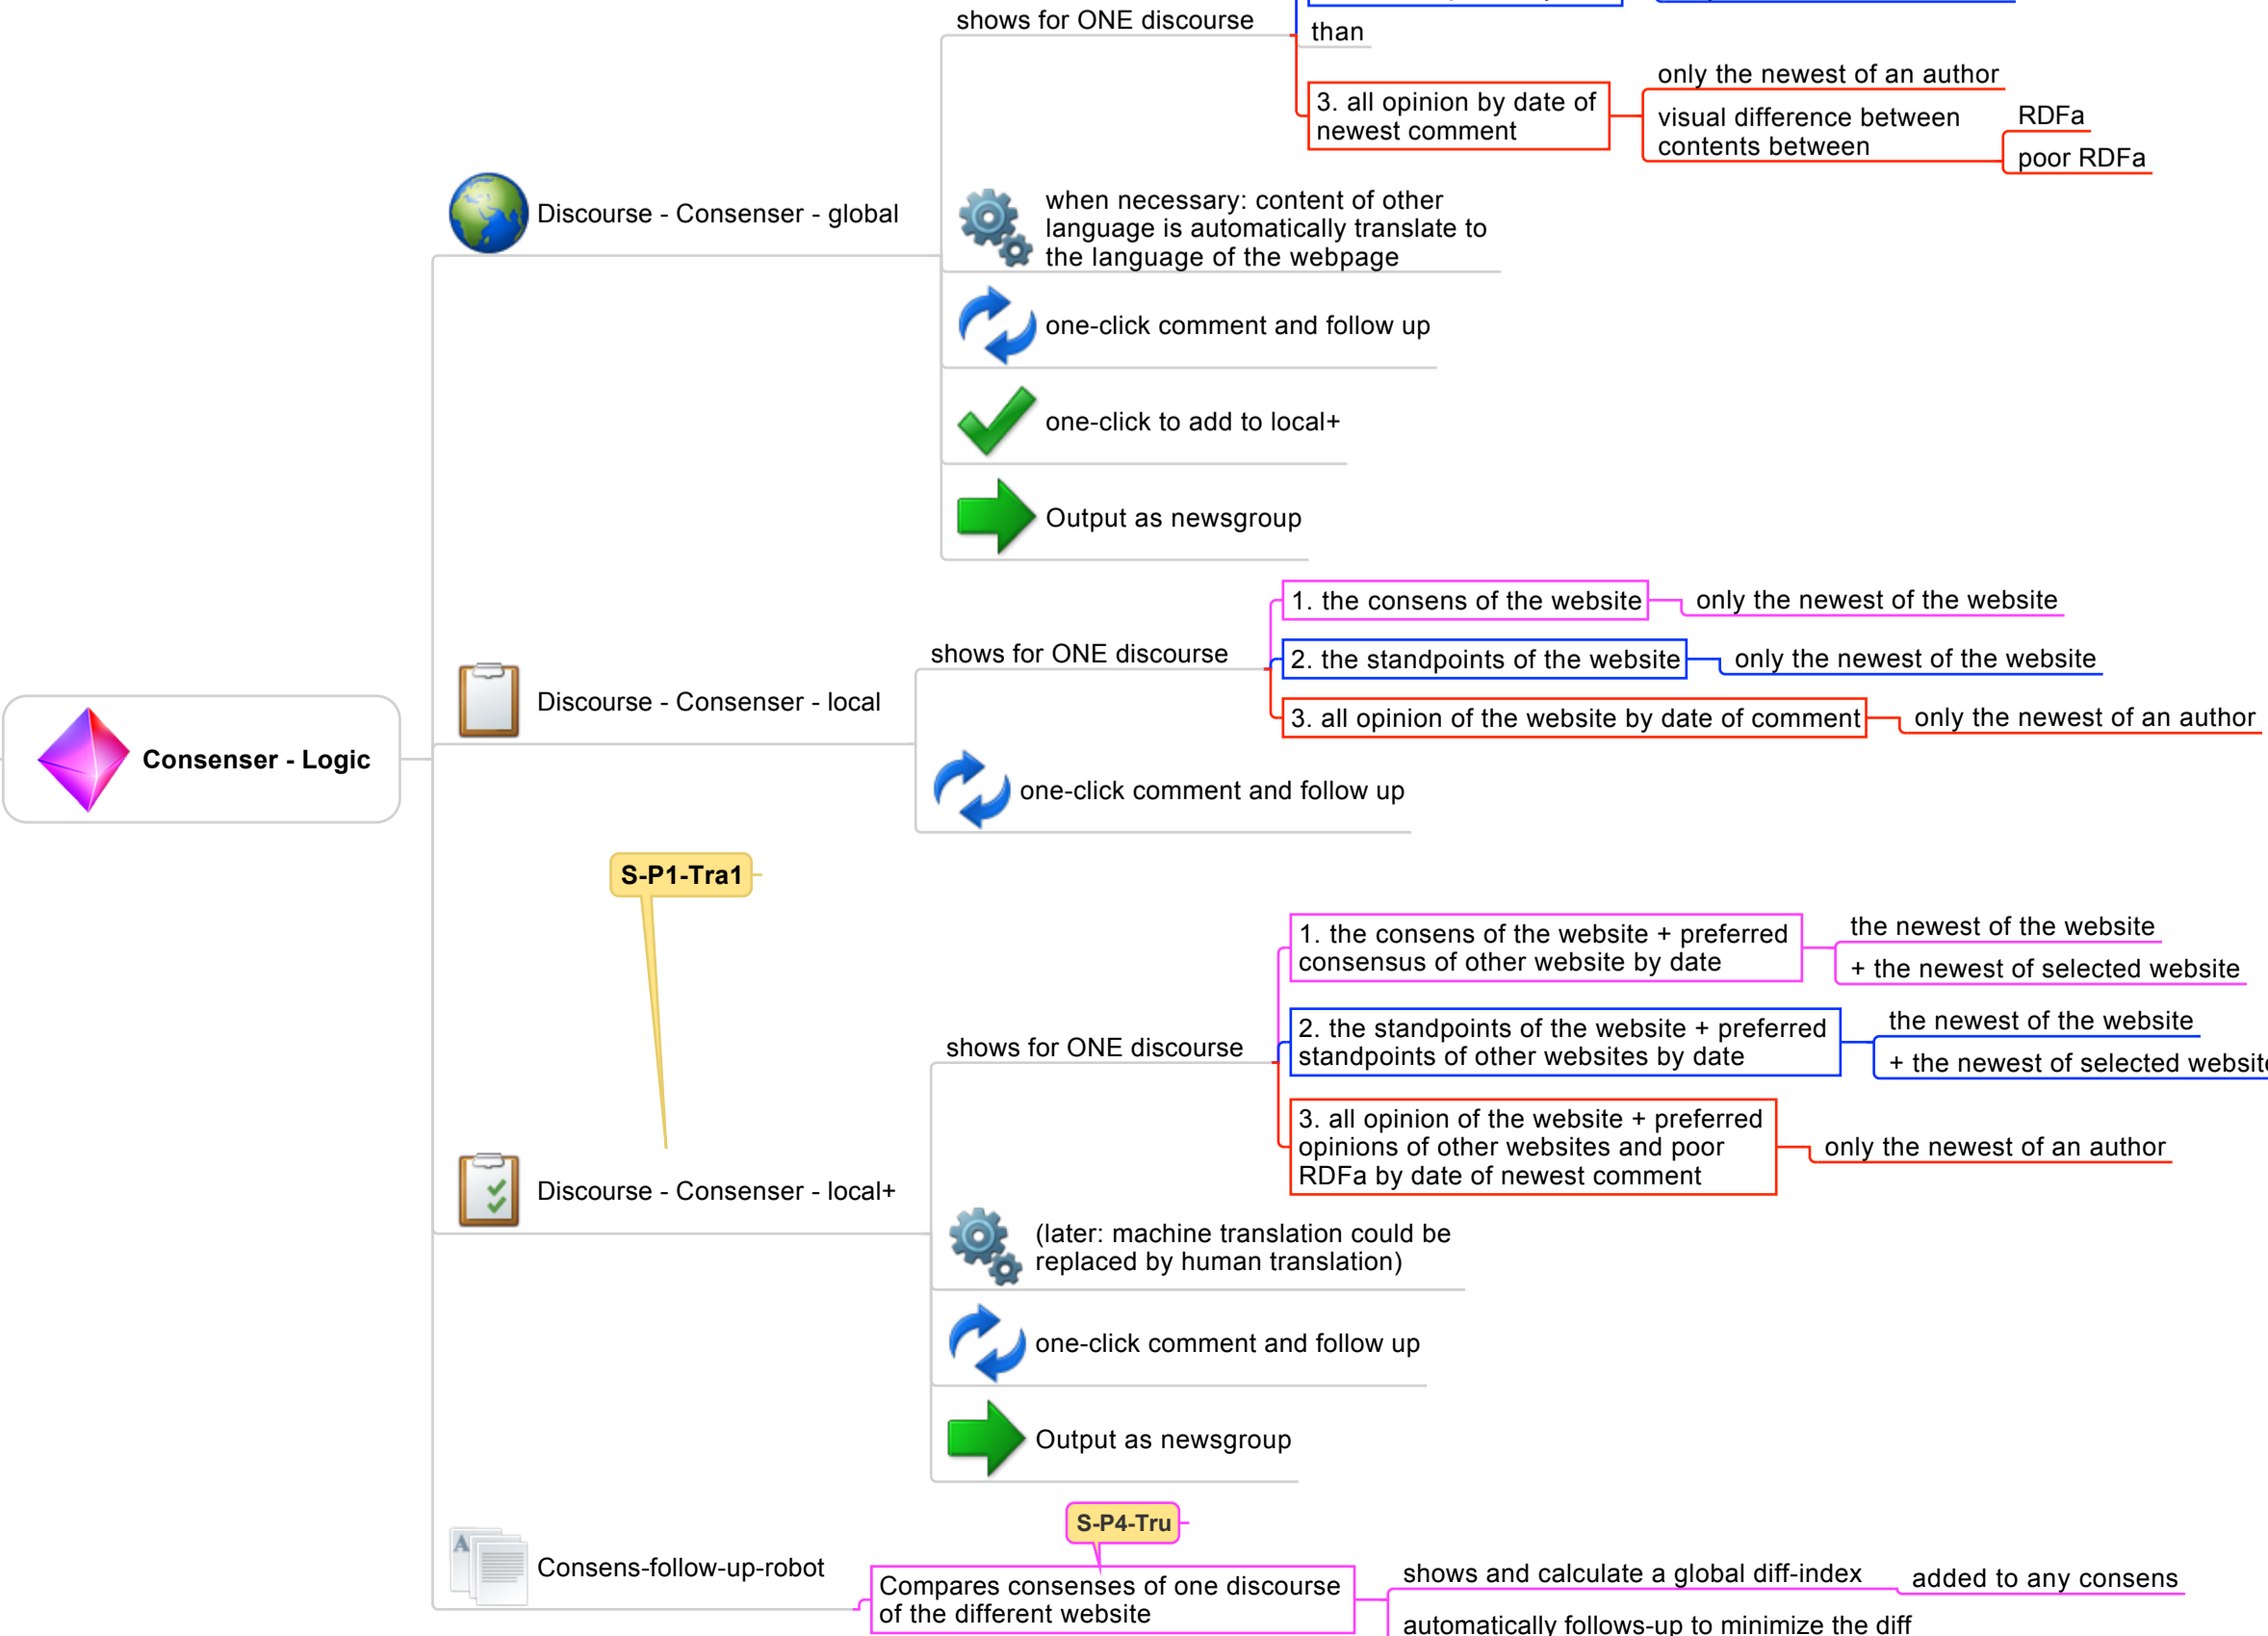 shows for ONE discourse
than
3. all opinion by date of
newest comment
only the newest of an author
visual difference between
contents between
RDFa
poor RDFa
Discourse - Consenser - global
when necessary: content of other
language is automatically translate to
the language of the webpage
one-click comment and follow up
one-click to add to local+
Output as newsgroup
Consenser - Logic
Discourse - Consenser - local
shows for ONE discourse
1. the consens of the website
only the newest of the website
2. the standpoints of the website
only the newest of the website
3. all opinion of the website by date of comment
only the newest of an author
one-click comment and follow up
S-P1-Tra1
Discourse - Consenser - local+
shows for ONE discourse
1. the consens of the website + preferred
consensus of other website by date
the newest of the website
+ the newest of selected website
2. the standpoints of the website + preferred
standpoints of other websites by date
the newest of the website
+ the newest of selected website
3. all opinion of the website + preferred
opinions of other websites and poor
RDFa by date of newest comment
only the newest of an author
(later: machine translation could be
replaced by human translation)
one-click comment and follow up
Output as newsgroup
Consens-follow-up-robot
S-P4-Tru
Compares consenses of one discourse
of the different website
shows and calculate a global diff-index
added to any consens
automatically follows-up to minimize the diff